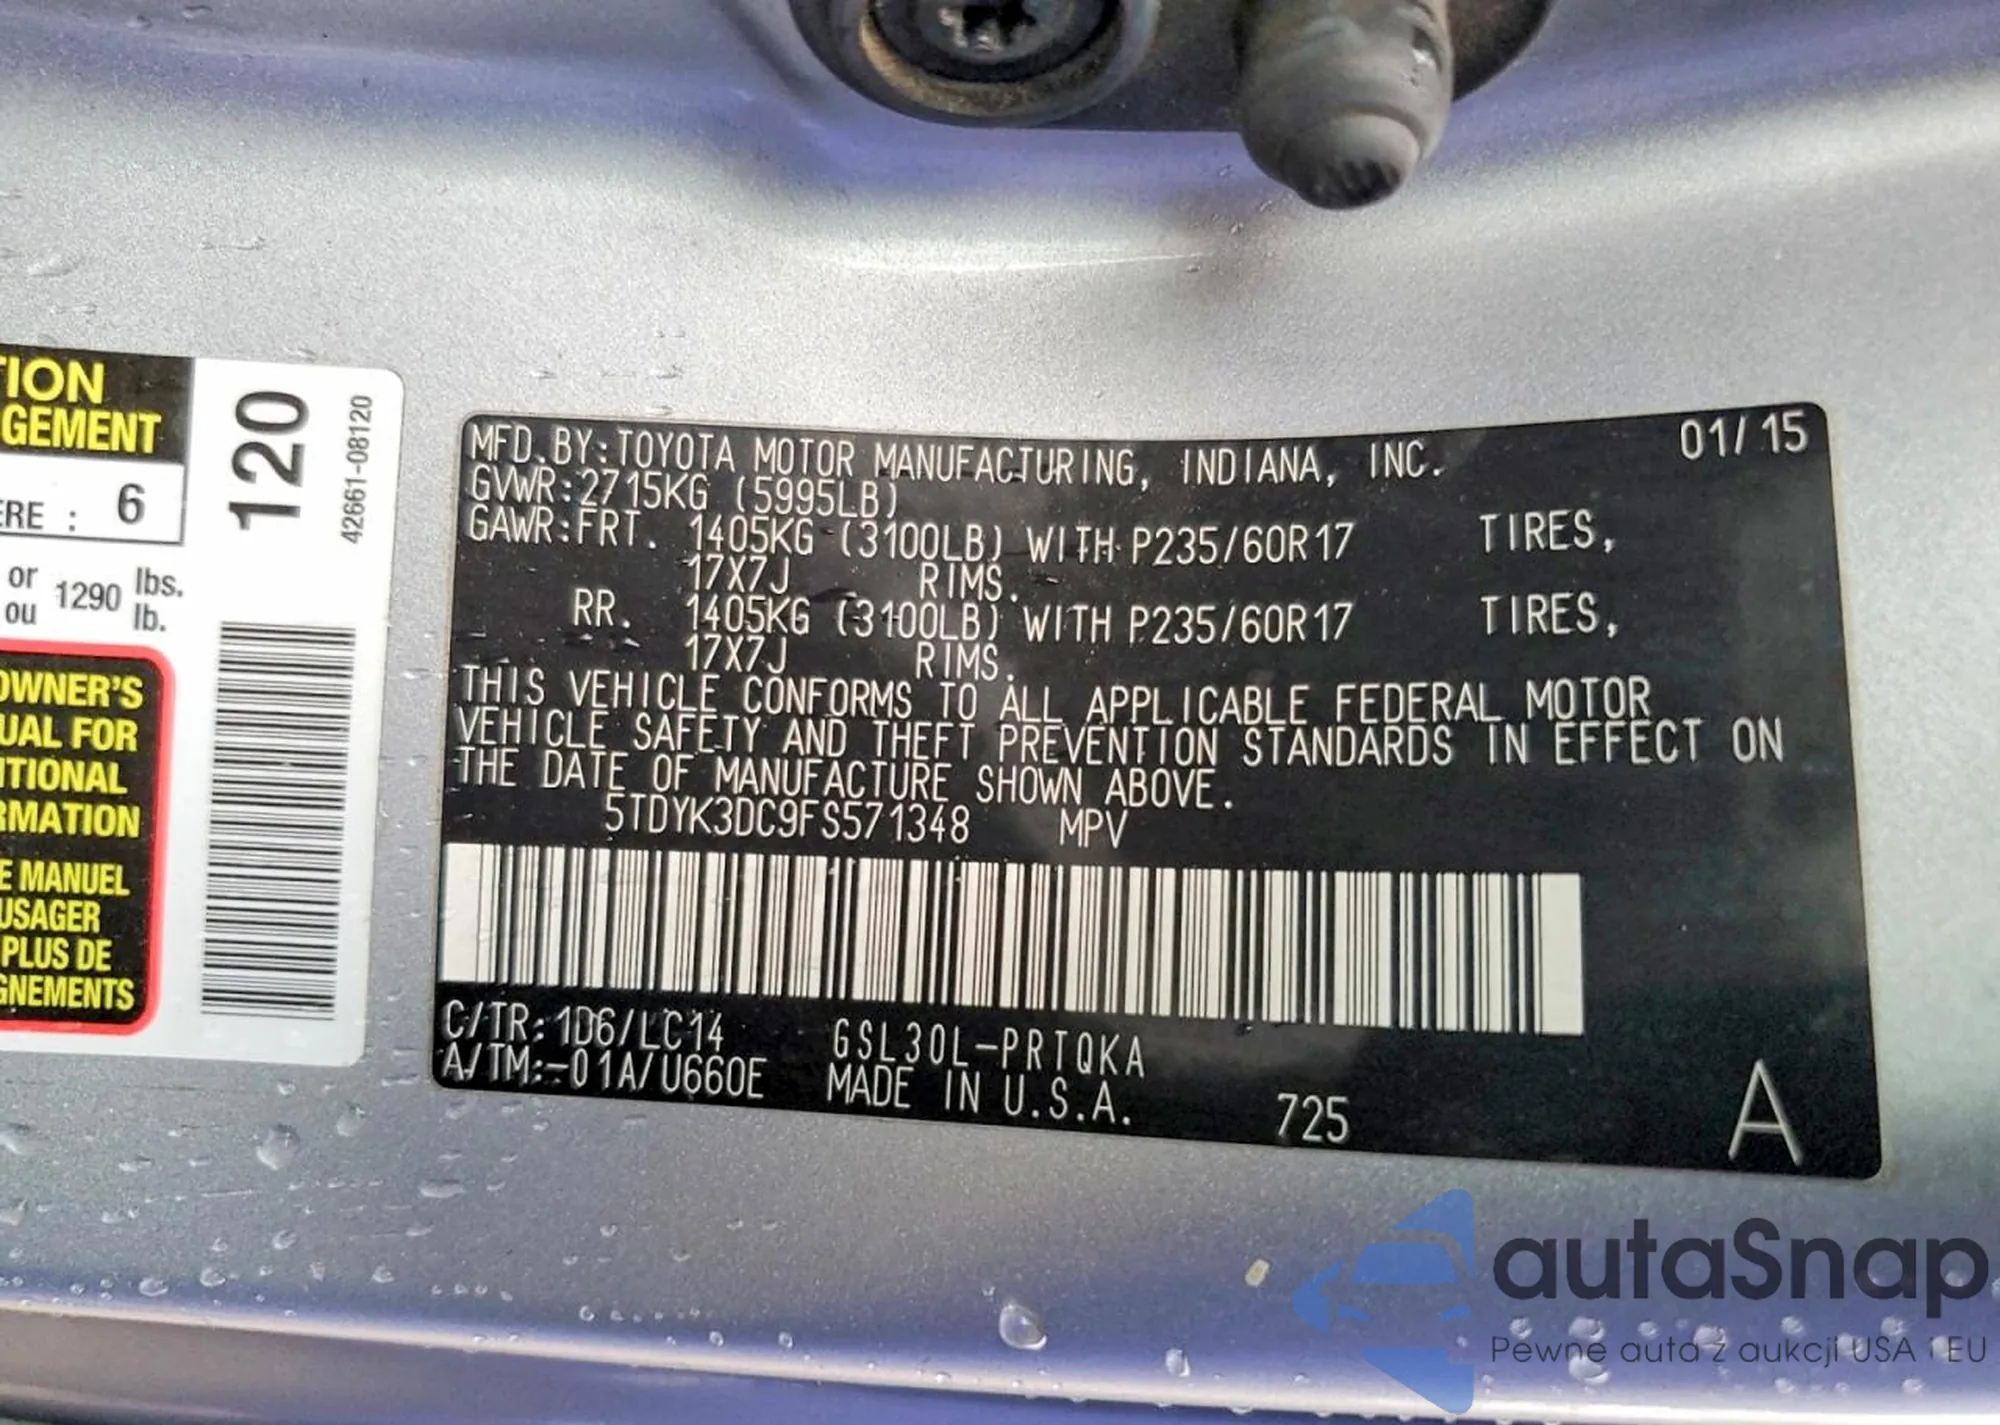 TION
GEMENT
ERE : 6
or 1290 lbs.
ou lb.
OWNER'S
UAL FOR
ITIONAL
RMATION
E MANUEL
USAGER
PLUS DE
GNEMENTS
120
42661-08120
MFD.BY:TOYOTA MOTOR MANUFACTURING, INDIANA, INC. 01/15
GVWR:2715KG (5995LB)
GAWR:FRT. 1405KG (3100LB) WITH P235/60R17 TIRES,
17X7J RIMS.
RR. 1405KG (3100LB) WITH P235/60R17 TIRES,
17X7J RIMS.
THIS VEHICLE CONFORMS TO ALL APPLICABLE FEDERAL MOTOR
VEHICLE SAFETY AND THEFT PREVENTION STANDARDS IN EFFECT ON
THE DATE OF MANUFACTURE SHOWN ABOVE.
5TDYK3DC9FS571348 MPV
C/TR:1D6/LC14 GSL30L-PRTQKA
A/TM:-01A/U660E MADE IN U.S.A. 725 A
autaSnap
Pewne auta z aukcji USA i EU